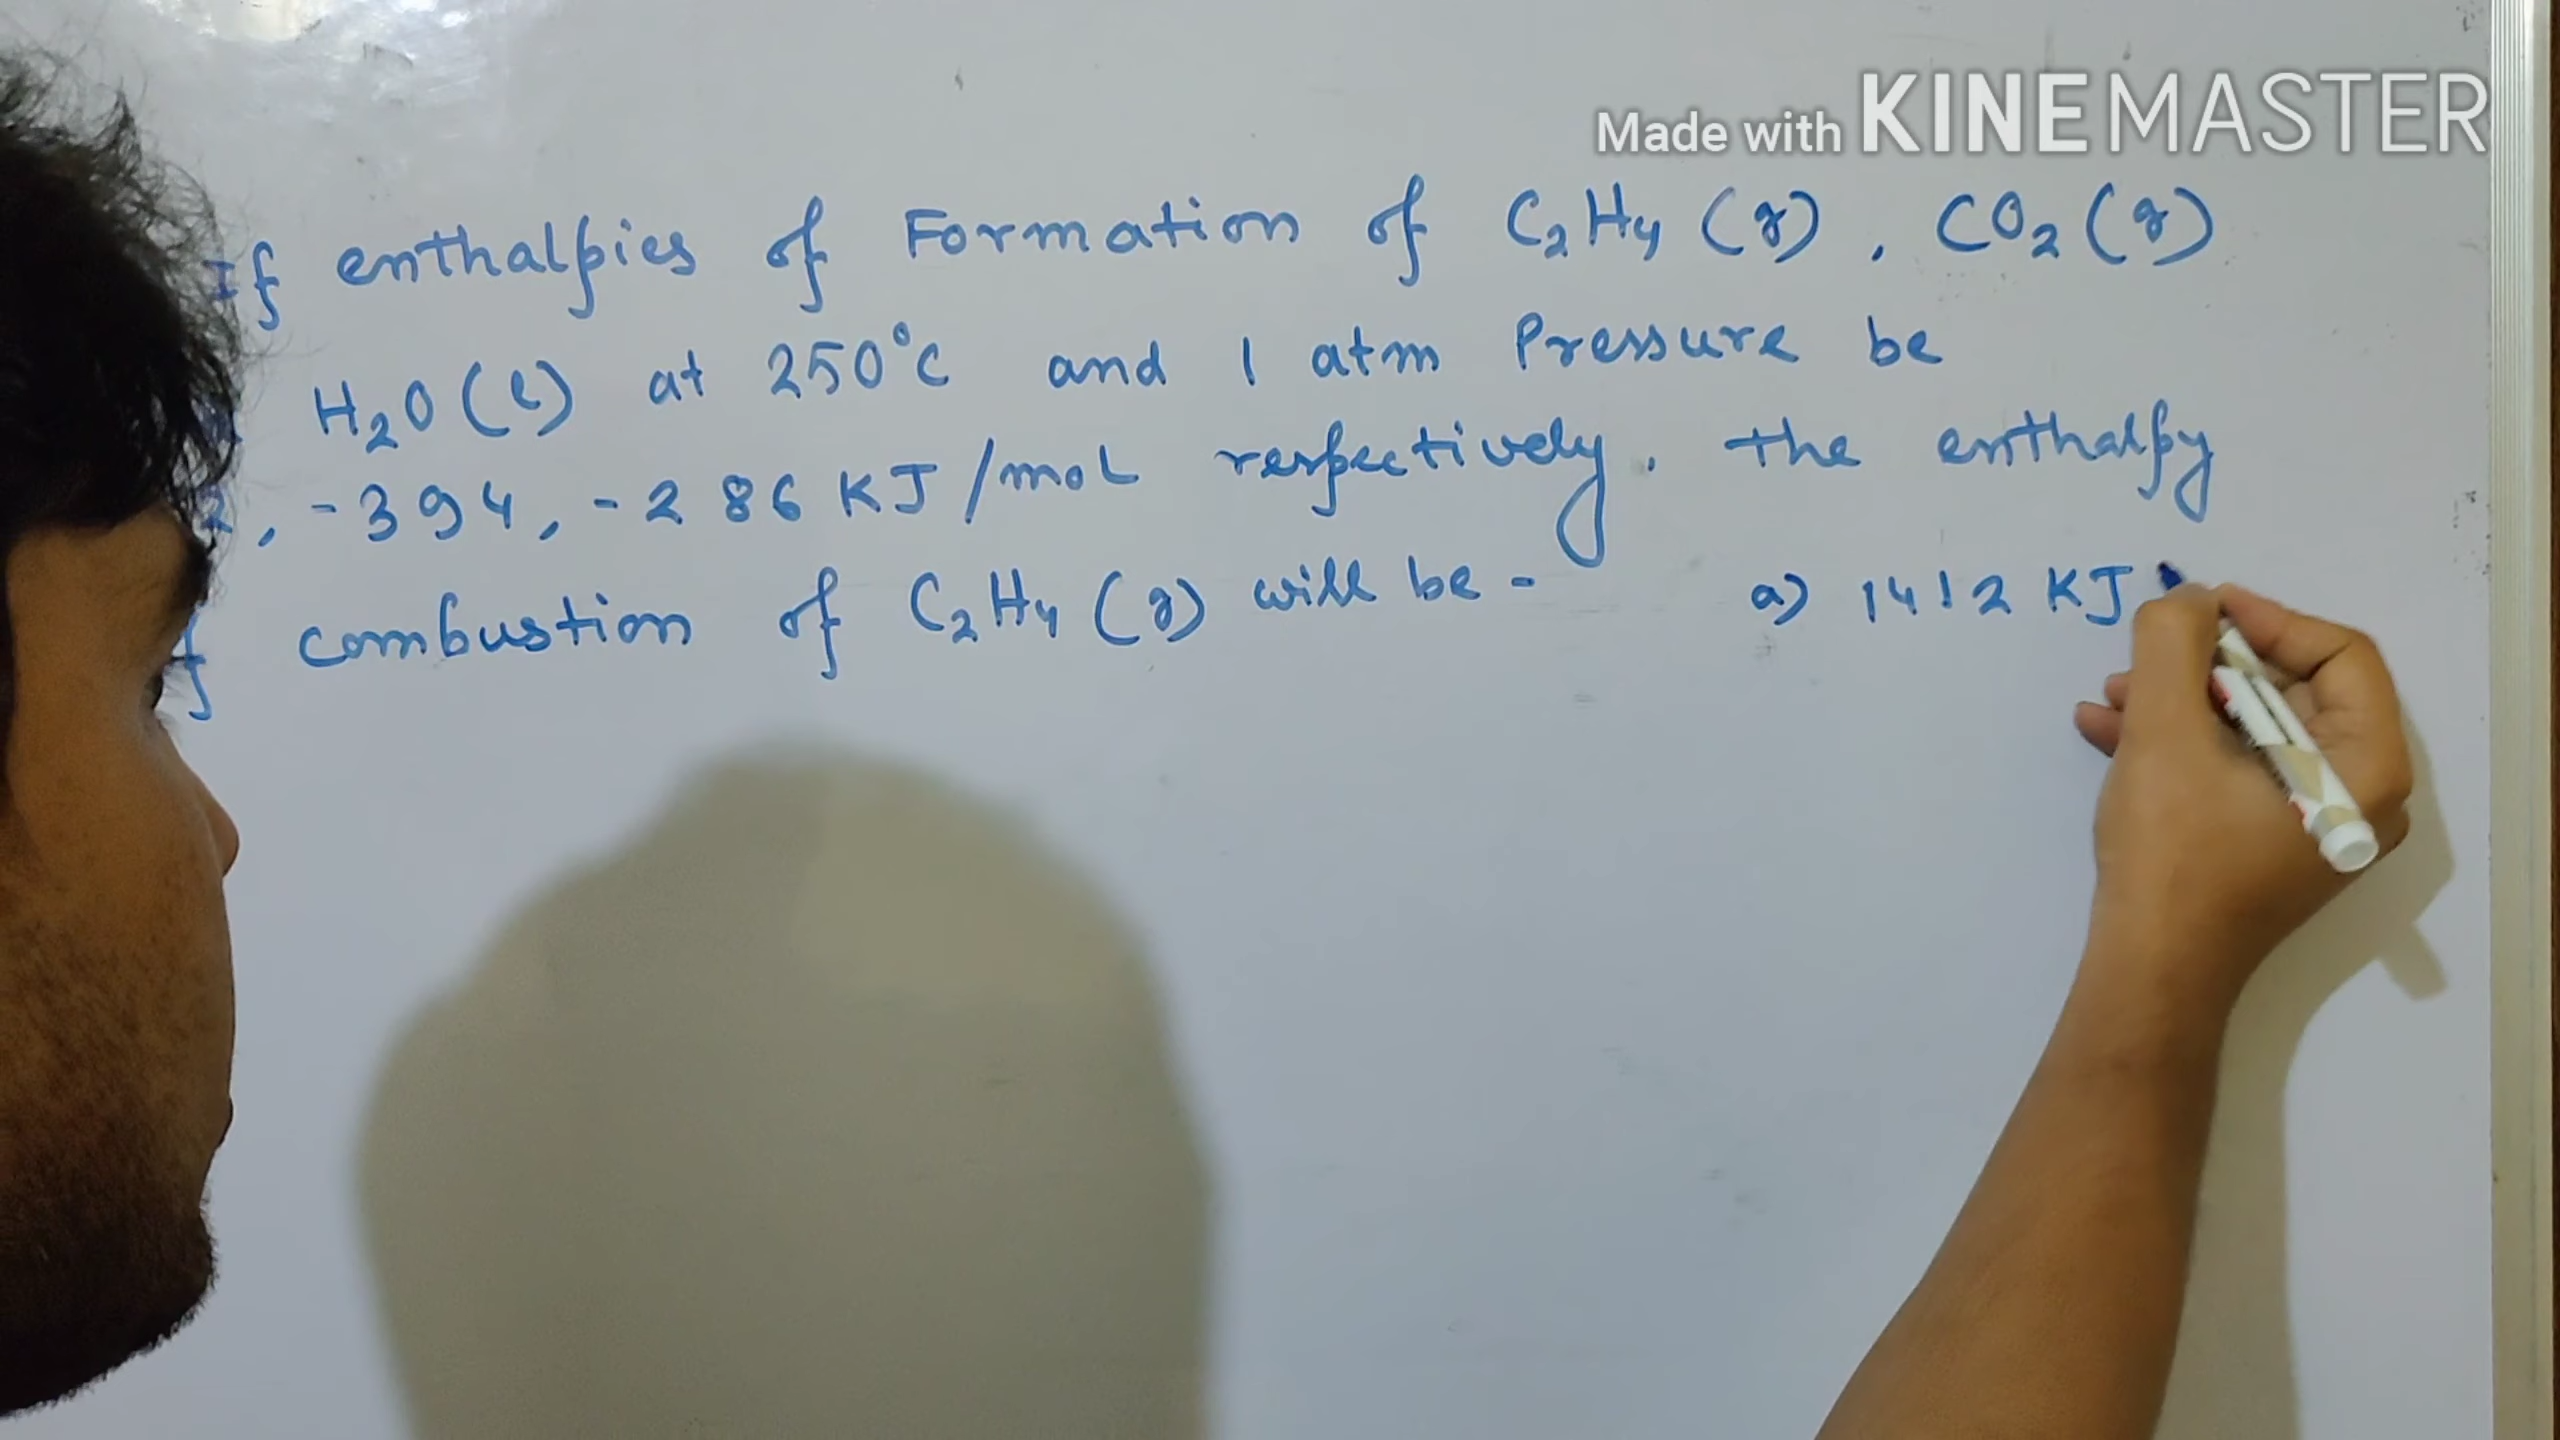 Made with KINEMASTER
If enthalpies of Formation of C₂H₄ (g), CO₂ (g)
H₂O(l) at 250°C and 1 atm Pressure be
, -394, -286 KJ/mol respectively. The enthalpy
combustion of C₂H₄ (g) will be - a) 1412 KJ